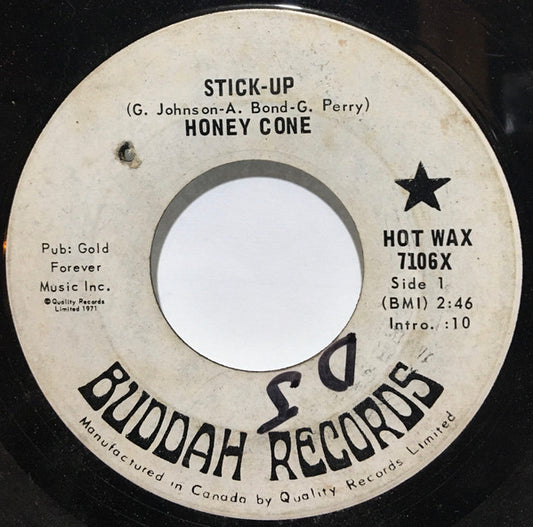 STICK-UP
(G. Johnson-A. Bond-G. Perry)
HONEY CONE
Pub: Gold
Forever
Music Inc.
©Quality Records
Limited 1971
HOT WAX
7106X
Side 1
(BMI) 2:46
Intro. :10
DJ
BUDDAH RECORDS
Manufactured in Canada by Quality Records Limited